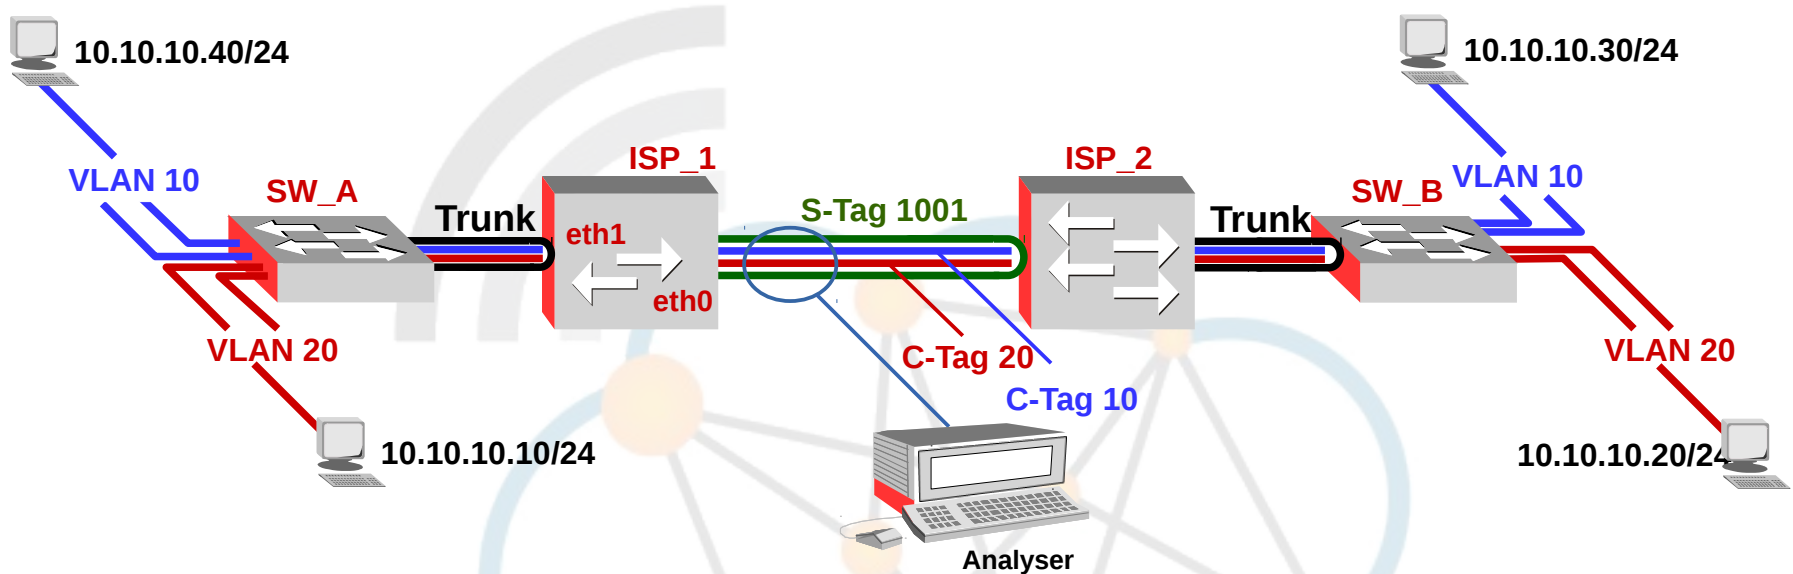 10.10.10.40/24
10.10.10.30/24
ISP_1
ISP_2
VLAN 10
SW_A
SW_B
VLAN 10
Trunk
S-Tag 1001
Trunk
eth1
eth0
VLAN 20
C-Tag 20
VLAN 20
C-Tag 10
10.10.10.10/24
10.10.10.20/24
Analyser